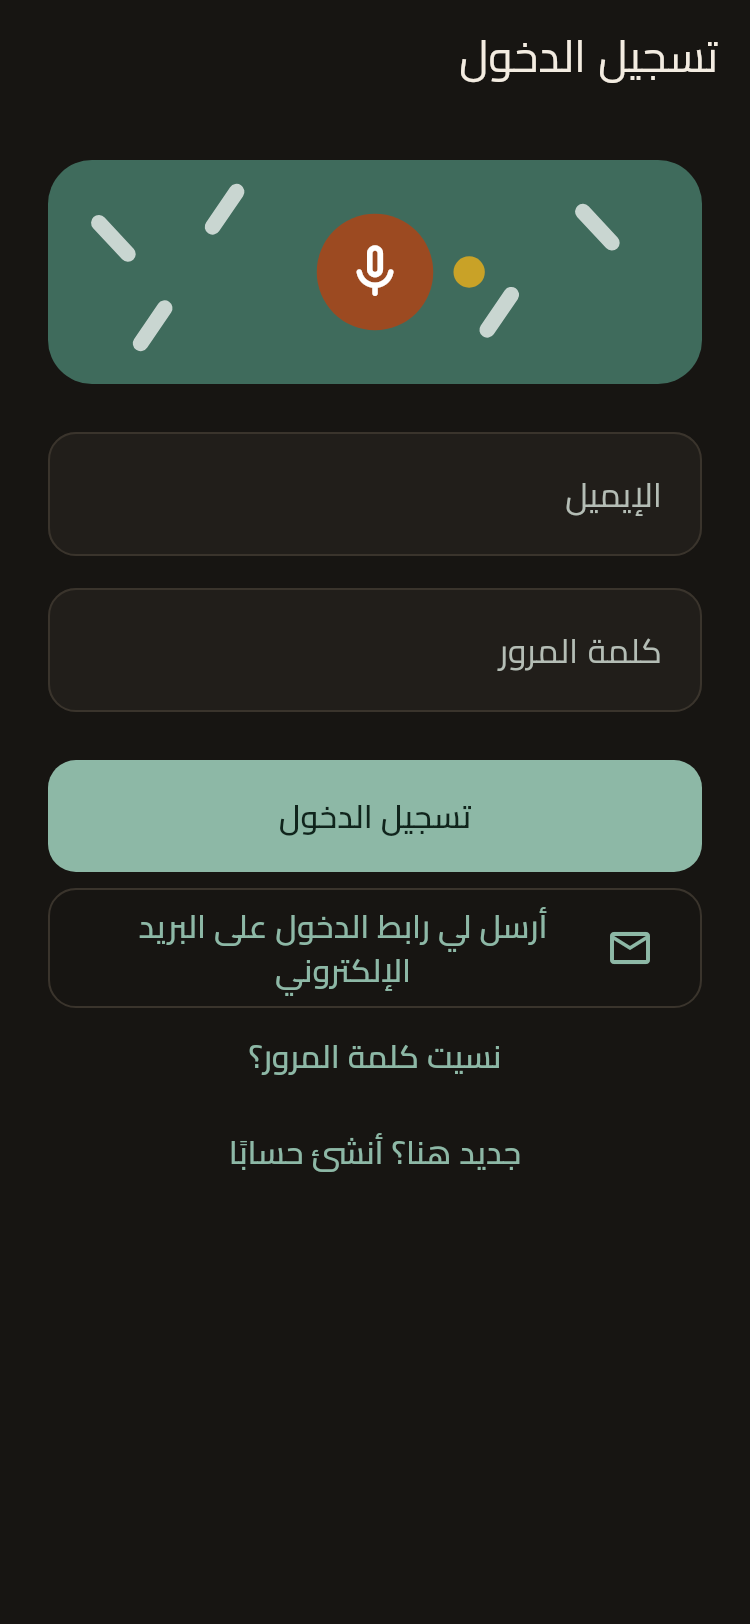 تسجيل الدخول
الإيميل
كلمة المرور
تسجيل الدخول
أرسل لي رابط الدخول على البريد
الإلكتروني
نسيت كلمة المرور؟
جديد هنا؟ أنشئ حسابًا